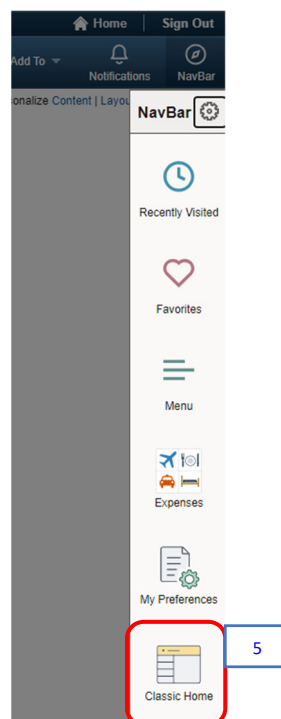 Home | Sign Out
Add To
Notifications NavBar
onalize Content | Layou
NavBar
Recently Visited
Favorites
Menu
Expenses
My Preferences
5
Classic Home